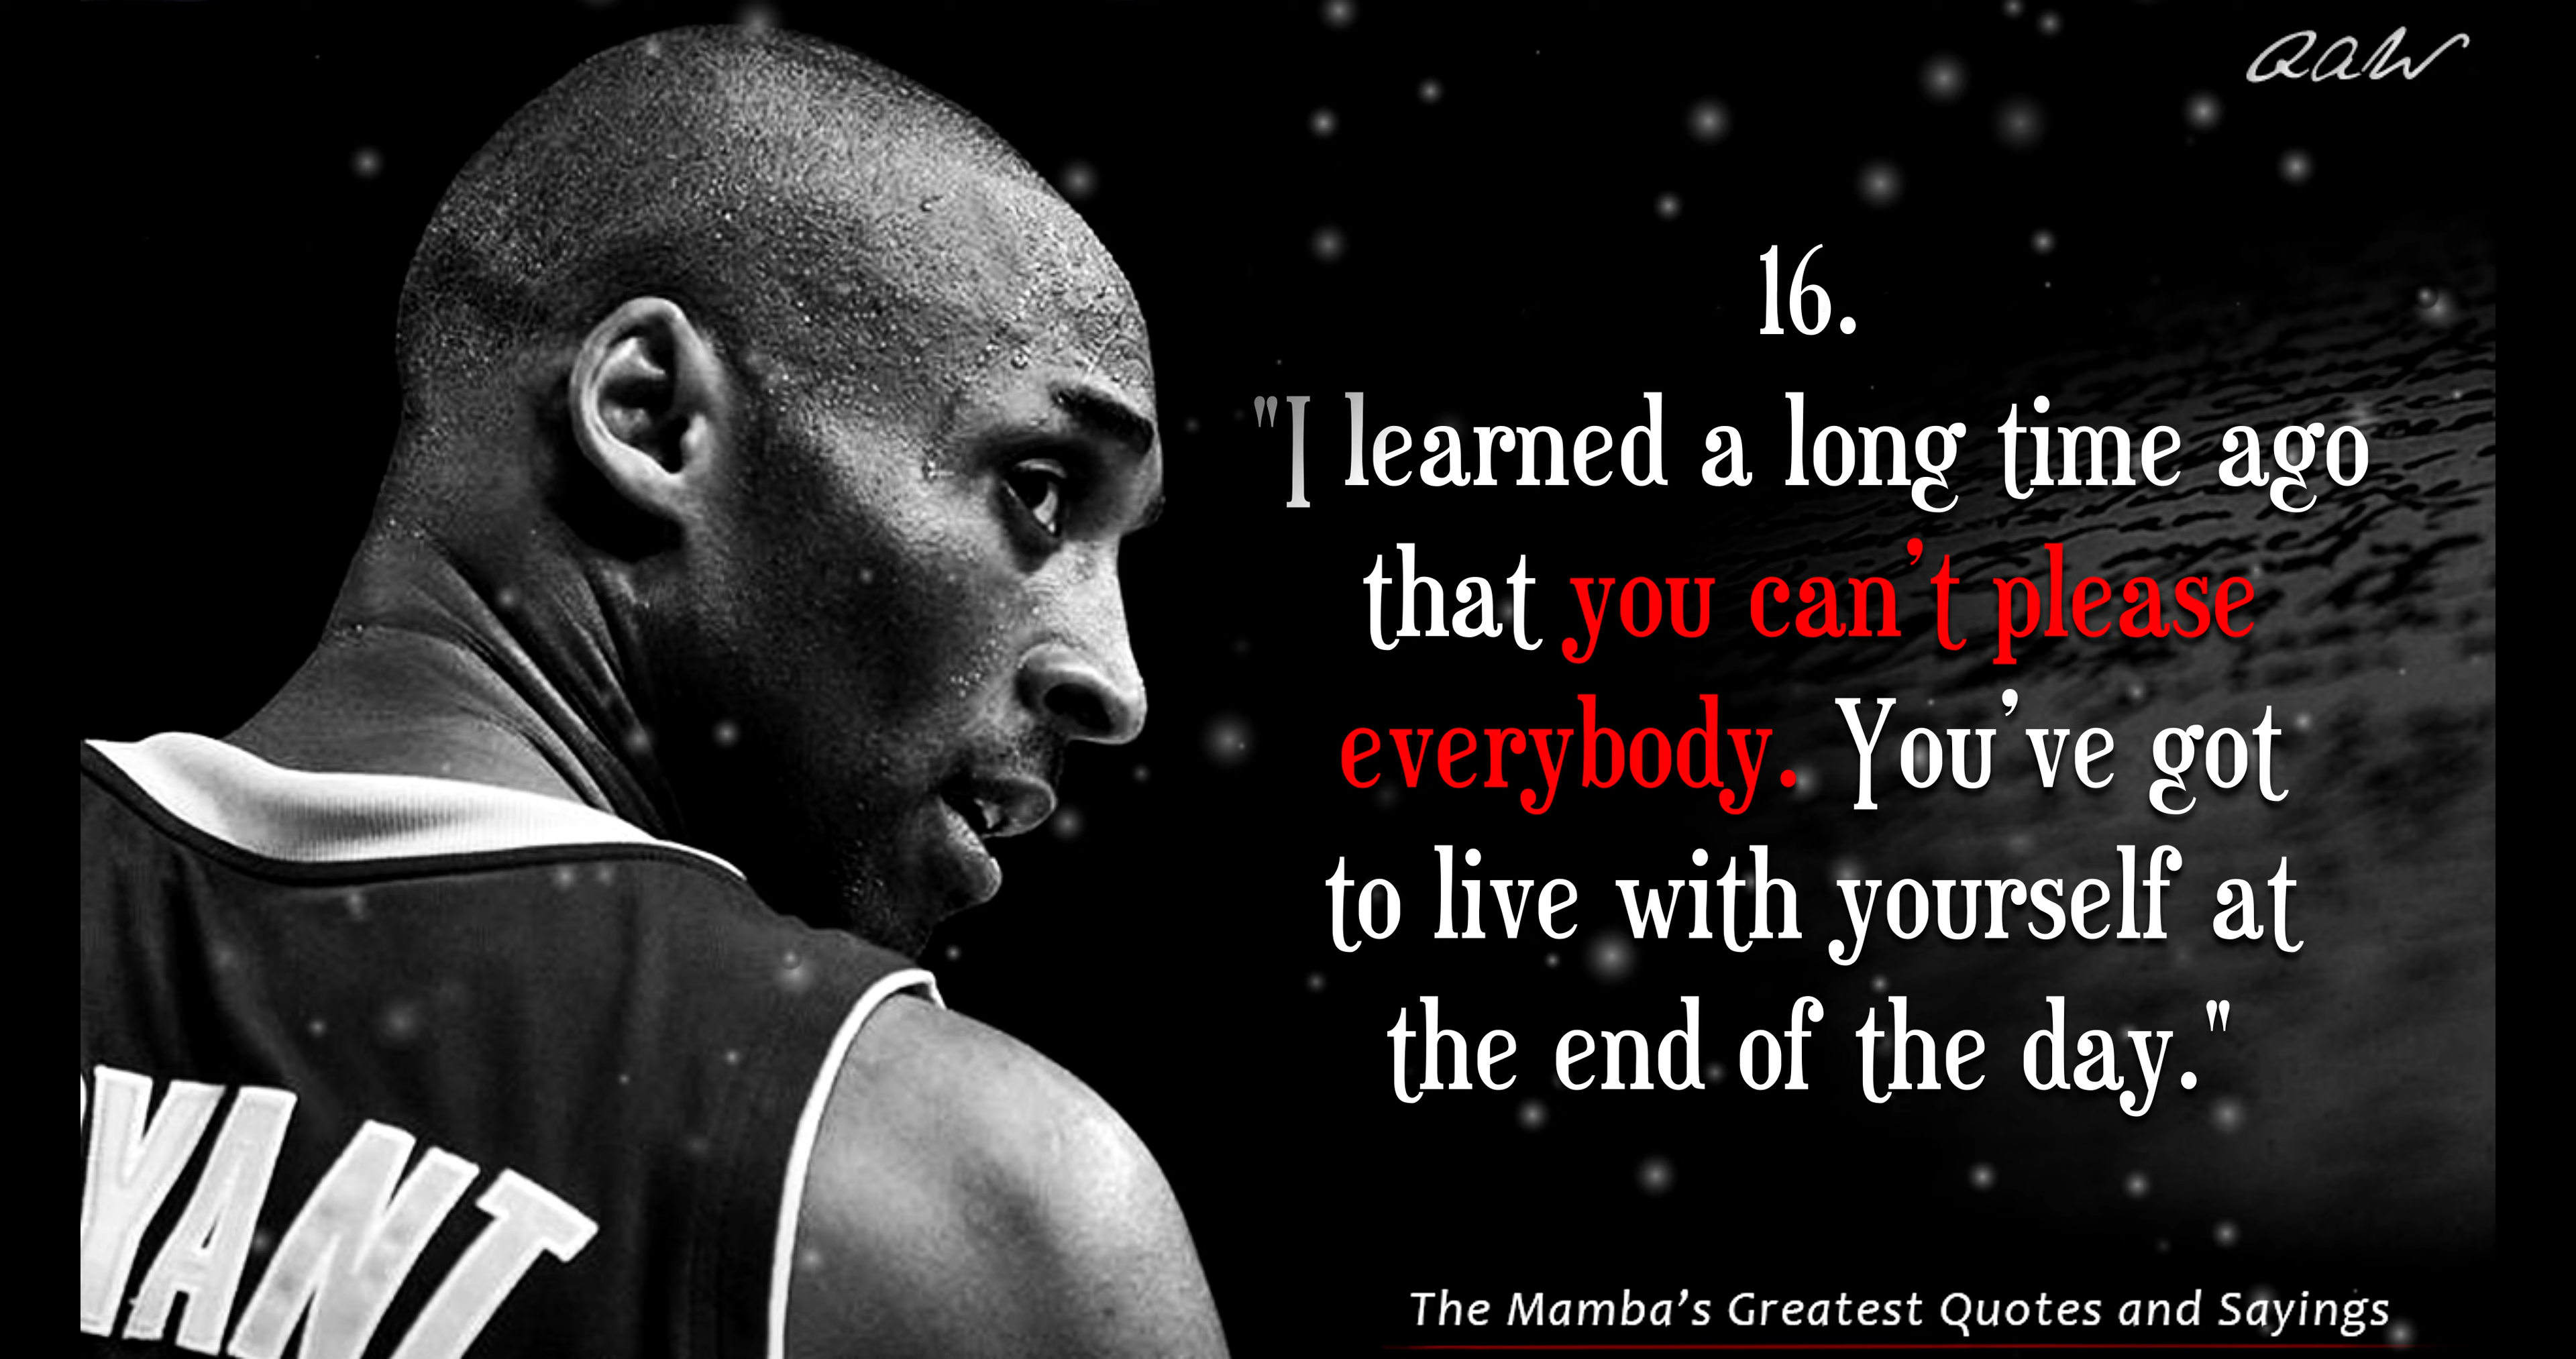 QAW
16.
"I learned a long time ago
that you can't please
everybody. You've got
to live with yourself at
the end of the day."
YANT
The Mamba's Greatest Quotes and Sayings